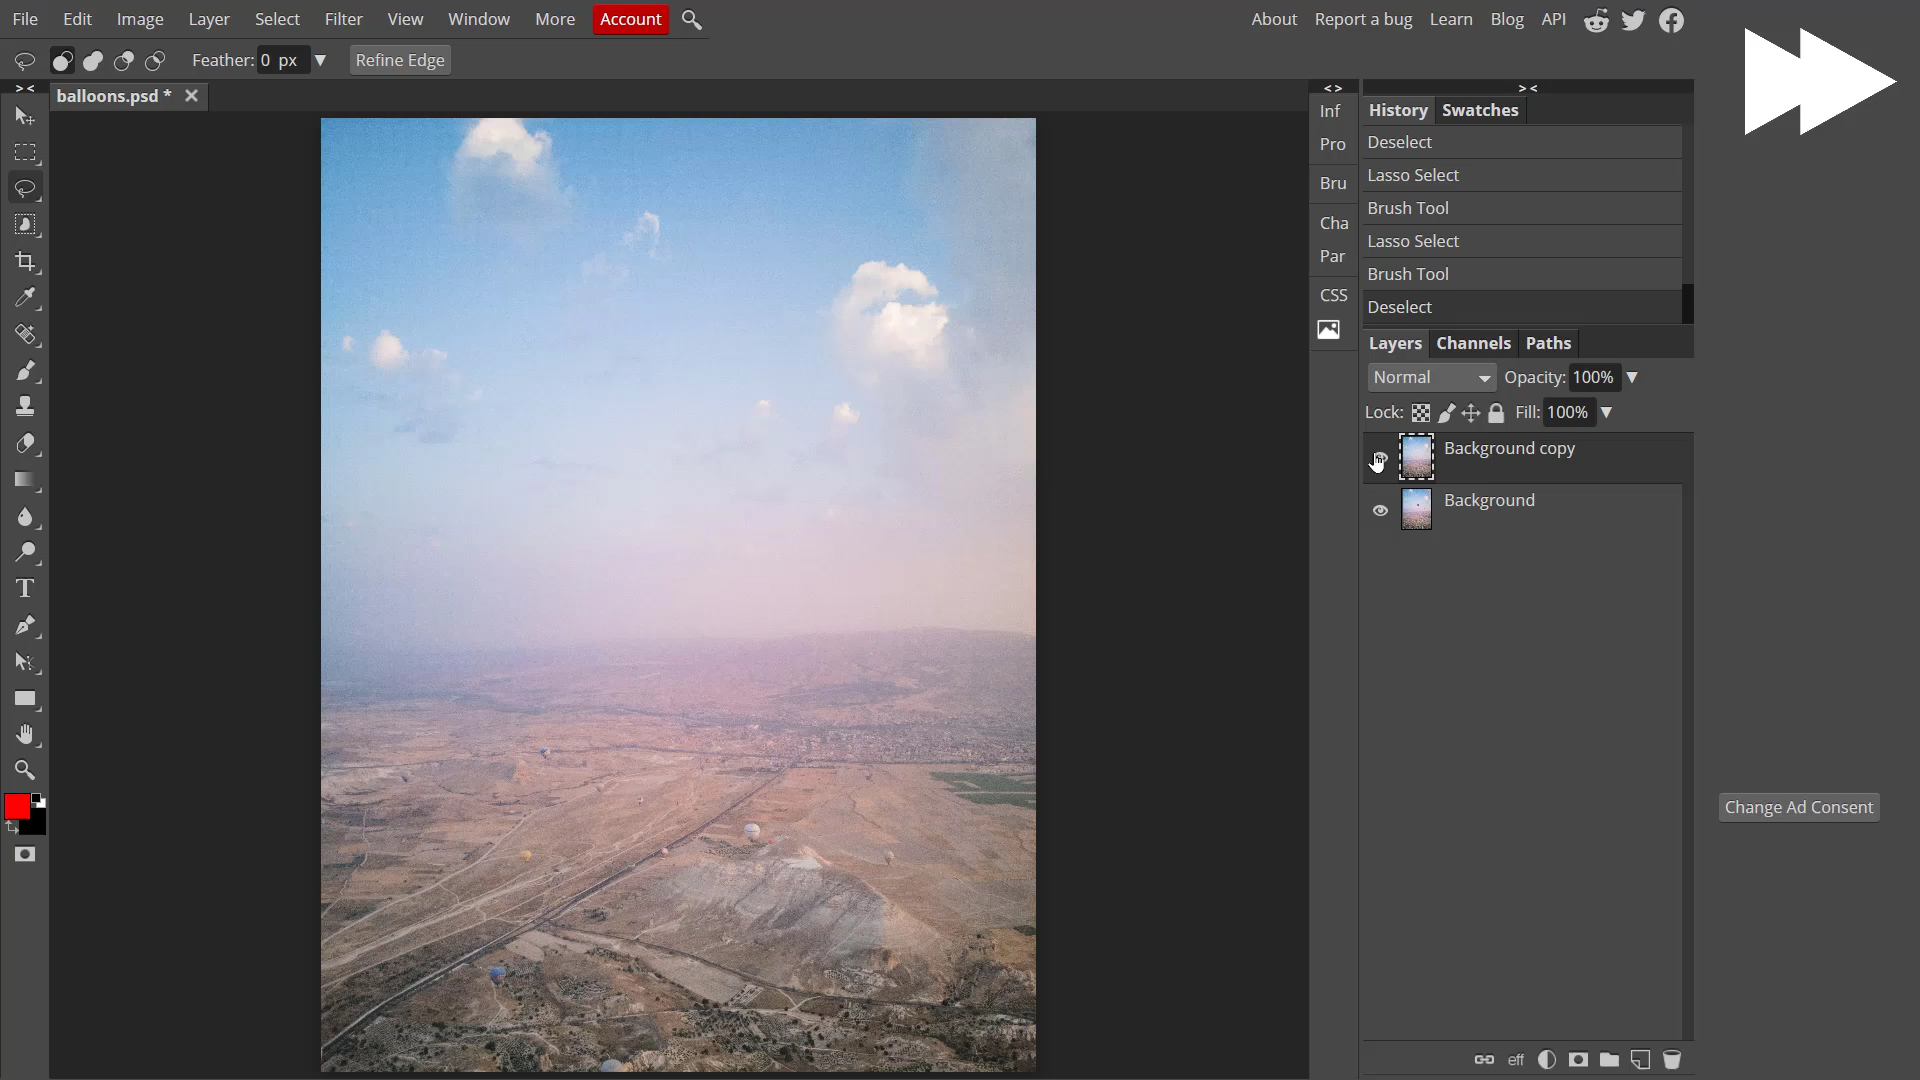 File Edit Image Layer Select Filter View Window More Account About Report a bug Learn Blog API
Feather: 0 px Refine Edge
> <
balloons.psd *
< >
> <
Inf
Pro
Bru
Cha
Par
CSS
History Swatches
Deselect
Lasso Select
Brush Tool
Lasso Select
Brush Tool
Deselect
Layers Channels Paths
Normal Opacity: 100%
Lock: Fill: 100%
Background copy
Background
Change Ad Consent
eff